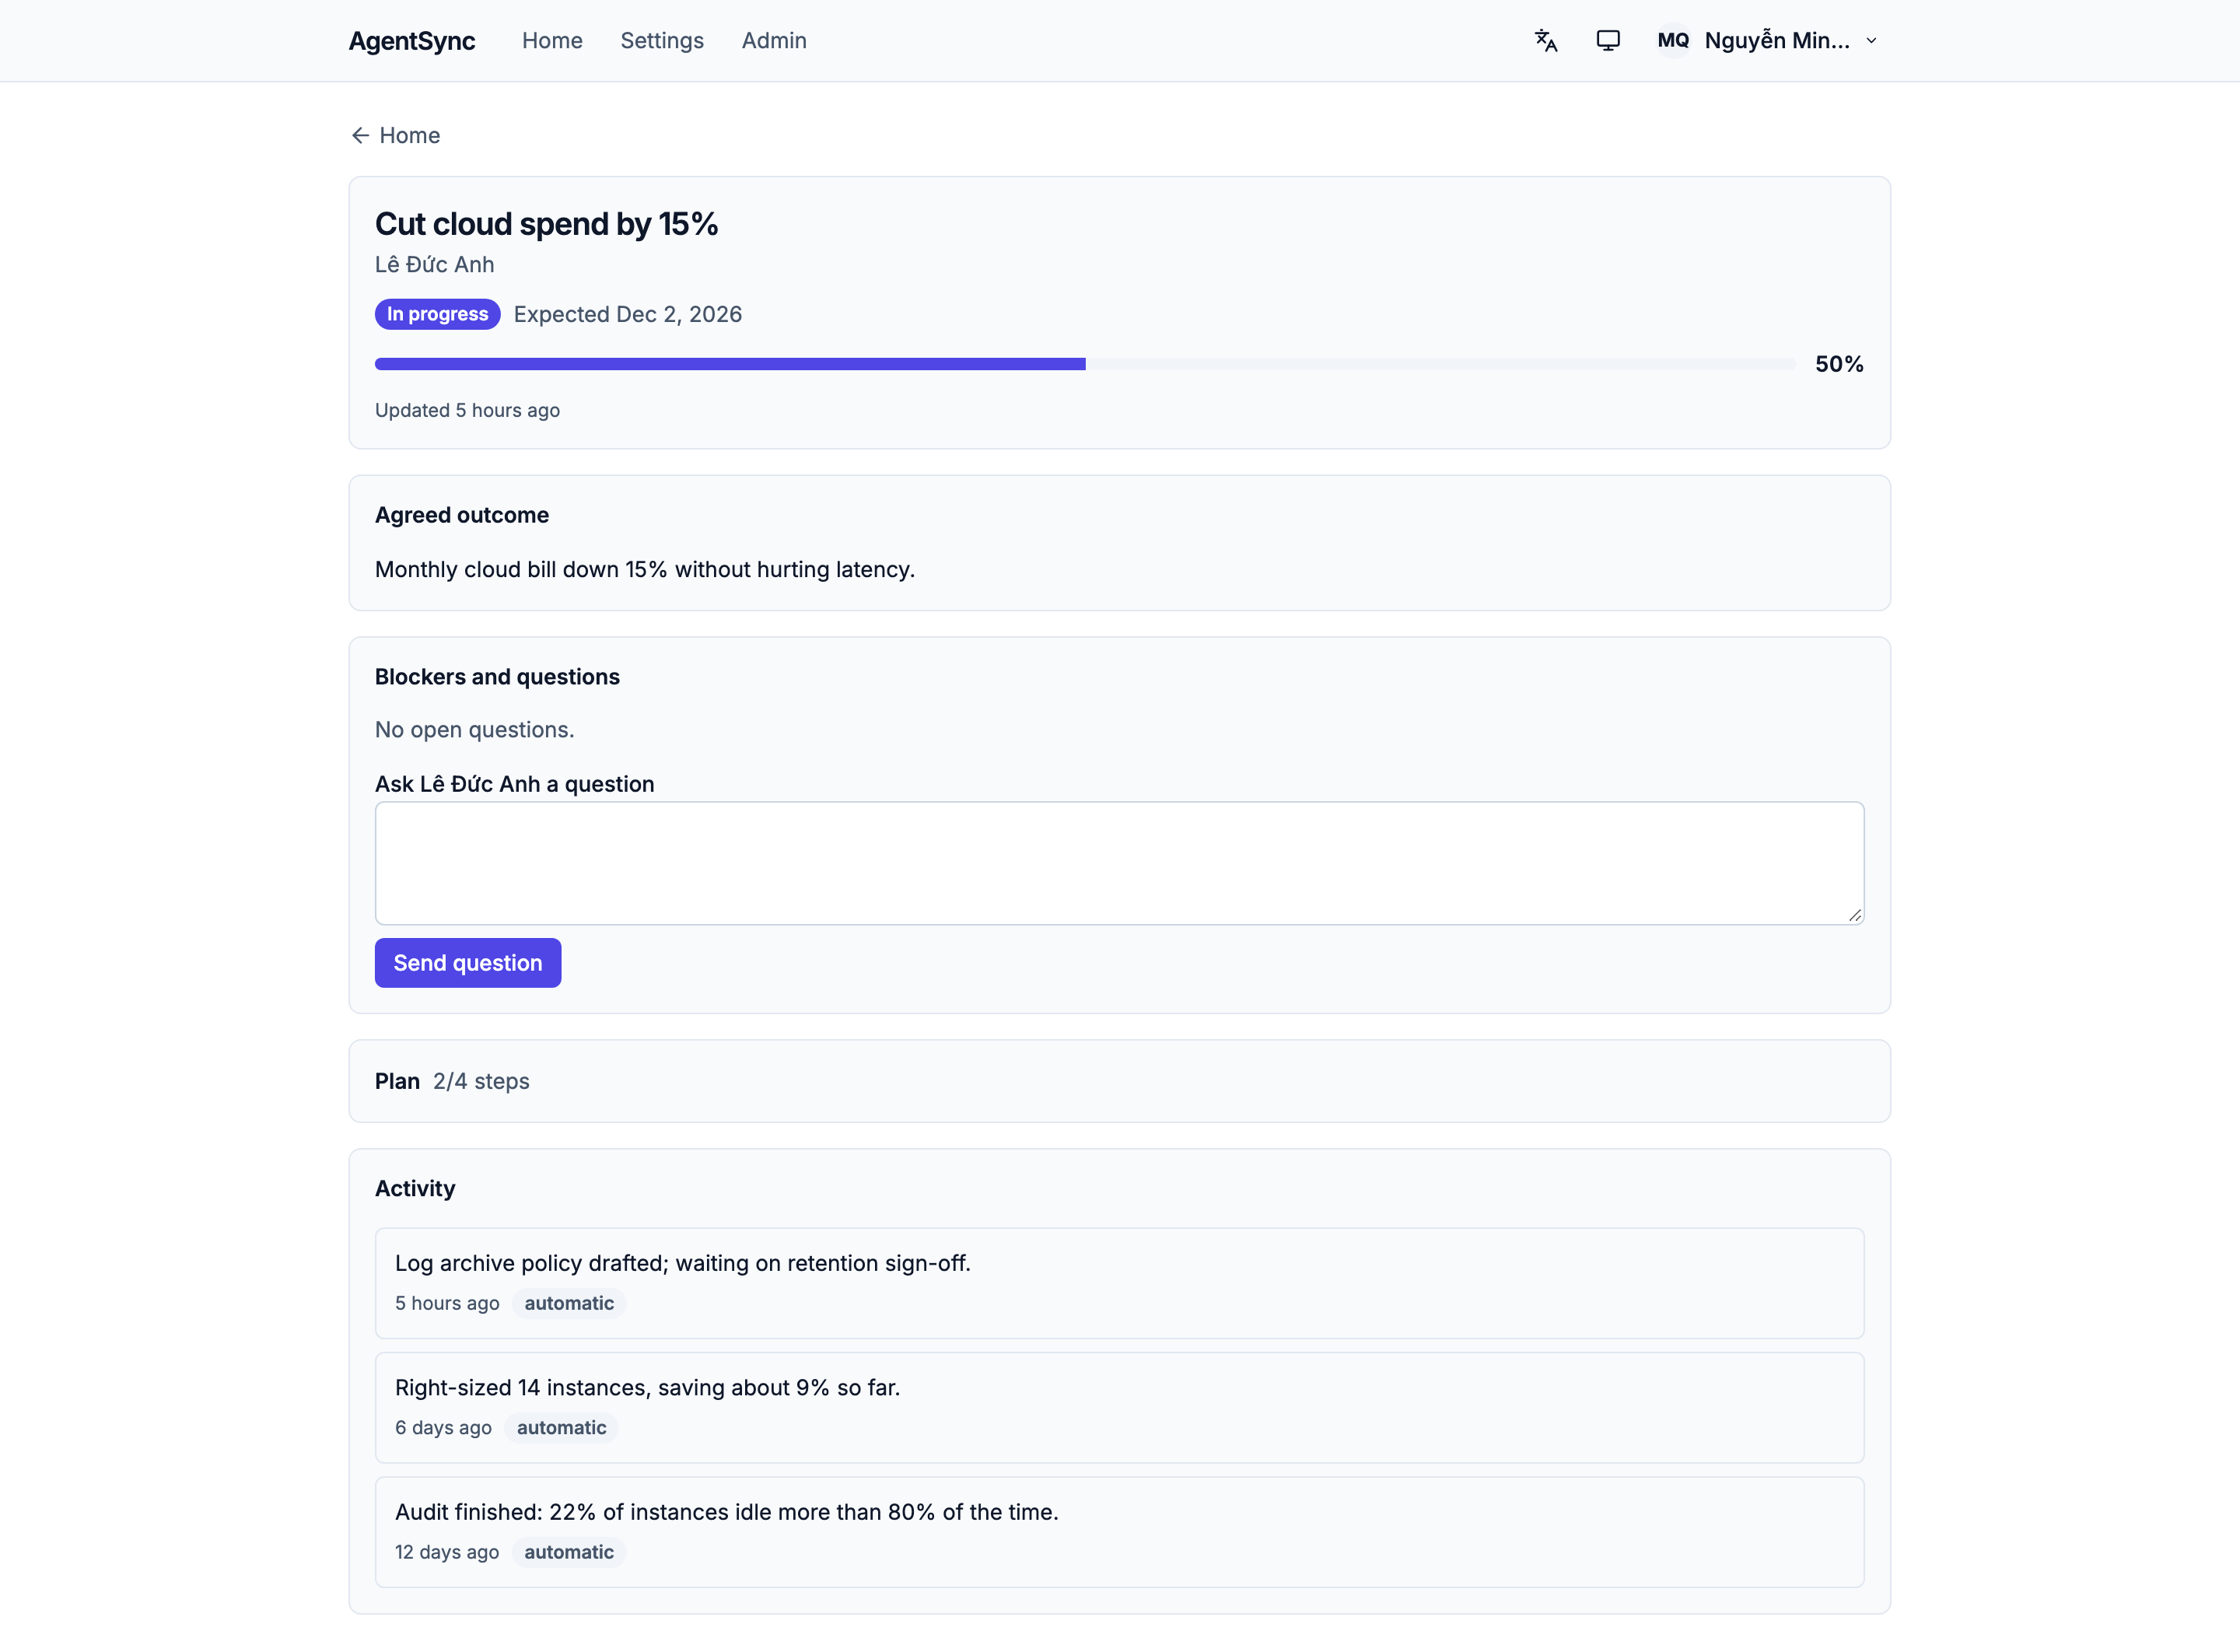 AgentSync
Home
Settings
Admin
MQ
Nguyễn Min...
Home
Cut cloud spend by 15%
Lê Đức Anh
In progress
Expected Dec 2, 2026
50%
Updated 5 hours ago
Agreed outcome
Monthly cloud bill down 15% without hurting latency.
Blockers and questions
No open questions.
Ask Lê Đức Anh a question
Send question
Plan 2/4 steps
Activity
Log archive policy drafted; waiting on retention sign-off.
5 hours ago automatic
Right-sized 14 instances, saving about 9% so far.
6 days ago automatic
Audit finished: 22% of instances idle more than 80% of the time.
12 days ago automatic